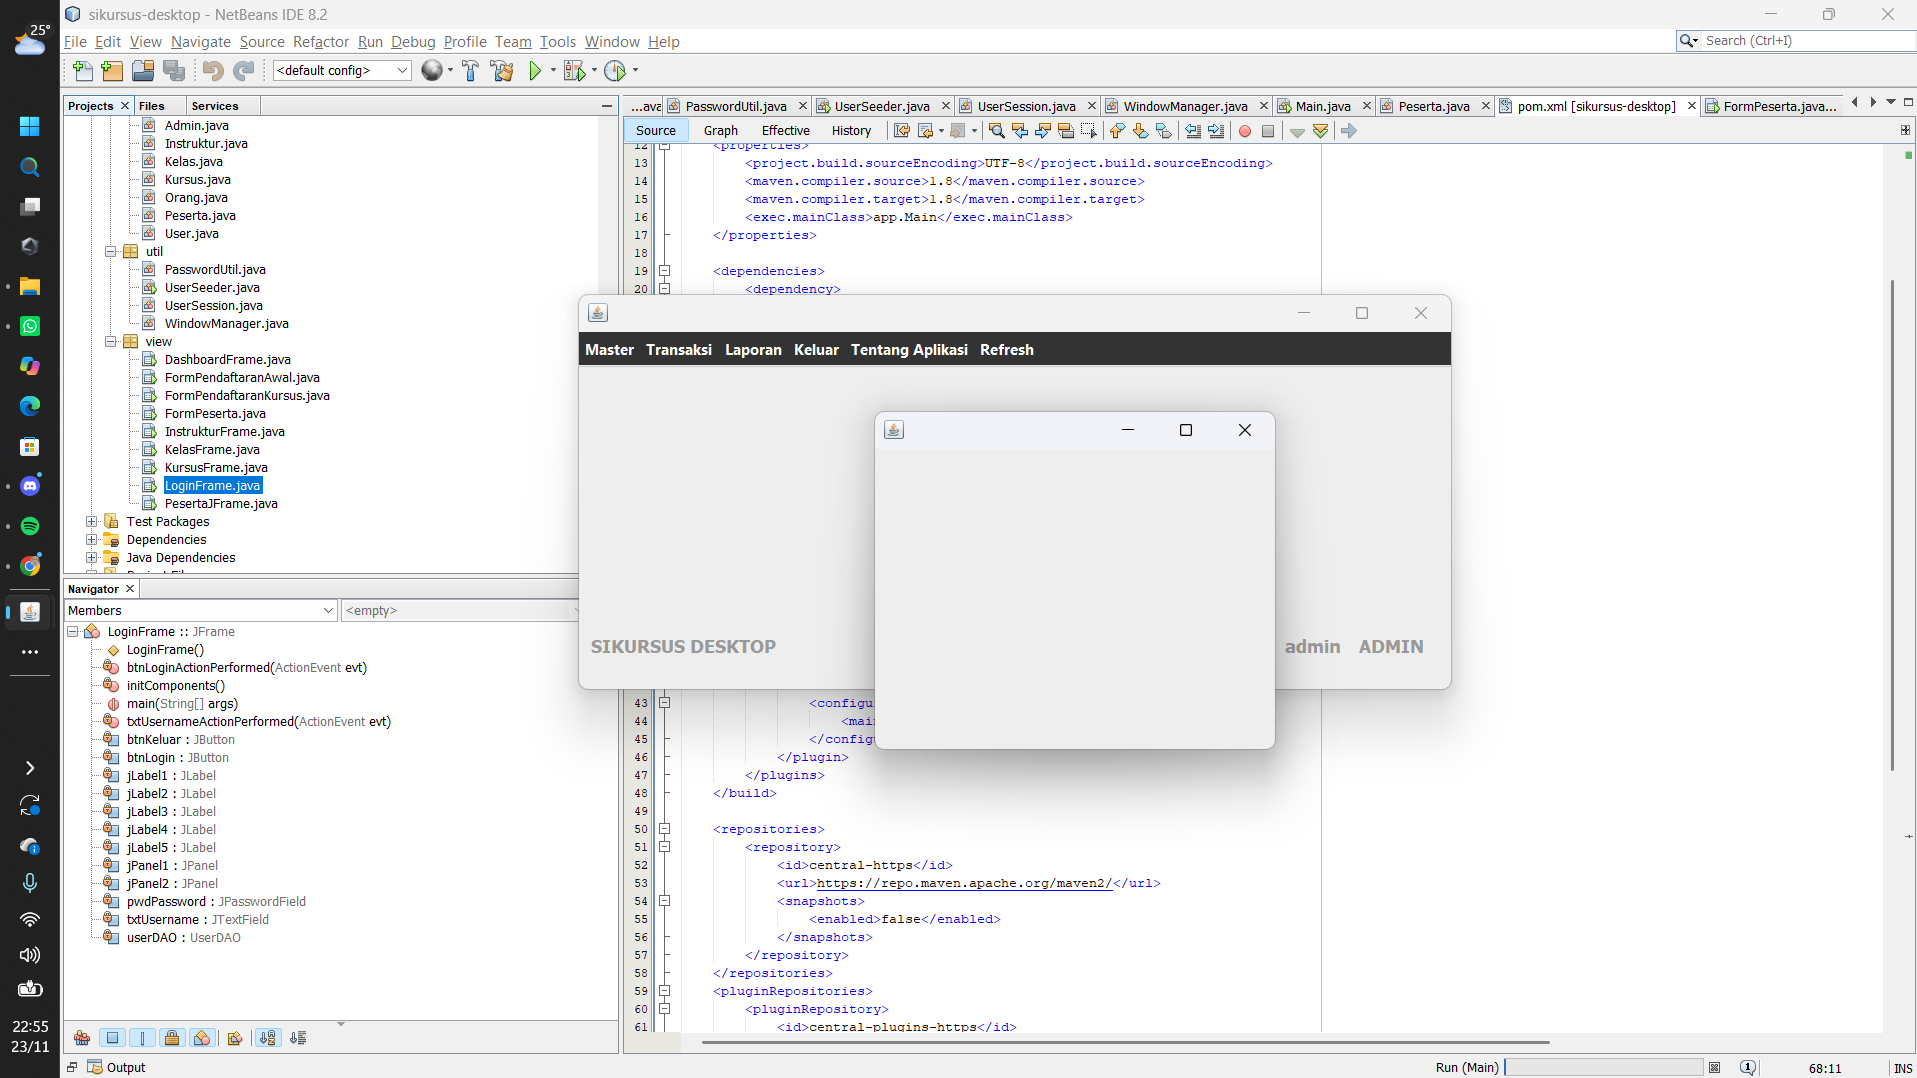 25°
sikursus-desktop - NetBeans IDE 8.2
File Edit View Navigate Source Refactor Run Debug Profile Team Tools Window Help
Search (Ctrl+I)
<default config>
Projects Files Services
Admin.java
Instruktur.java
Kelas.java
Kursus.java
Orang.java
Peserta.java
User.java
util
PasswordUtil.java
UserSeeder.java
UserSession.java
WindowManager.java
view
DashboardFrame.java
FormPendaftaranAwal.java
FormPendaftaranKursus.java
FormPeserta.java
InstrukturFrame.java
KelasFrame.java
KursusFrame.java
LoginFrame.java
PesertaJFrame.java
Test Packages
Dependencies
Java Dependencies
Navigator
Members
<empty>
LoginFrame :: JFrame
LoginFrame()
btnLoginActionPerformed(ActionEvent evt)
initComponents()
main(String[] args)
txtUsernameActionPerformed(ActionEvent evt)
btnKeluar : JButton
btnLogin : JButton
jLabel1 : JLabel
jLabel2 : JLabel
jLabel3 : JLabel
jLabel4 : JLabel
jLabel5 : JLabel
jPanel1 : JPanel
jPanel2 : JPanel
pwdPassword : JPasswordField
txtUsername : JTextField
userDAO : UserDAO
...ava PasswordUtil.java UserSeeder.java UserSession.java WindowManager.java Main.java Peserta.java pom.xml [sikursus-desktop] FormPeserta.java...
Source Graph Effective History
12 <properties>
13 <project.build.sourceEncoding>UTF-8</project.build.sourceEncoding>
14 <maven.compiler.source>1.8</maven.compiler.source>
15 <maven.compiler.target>1.8</maven.compiler.target>
16 <exec.mainClass>app.Main</exec.mainClass>
17 </properties>
18
19 <dependencies>
20 <dependency>
Master Transaksi Laporan Keluar Tentang Aplikasi Refresh
SIKURSUS DESKTOP
admin ADMIN
43 <configu
44 <mai
45 </config
46 </plugin>
47 </plugins>
48 </build>
49
50 <repositories>
51 <repository>
52 <id>central-https</id>
53 <url>https://repo.maven.apache.org/maven2/</url>
54 <snapshots>
55 <enabled>false</enabled>
56 </snapshots>
57 </repository>
58 </repositories>
59 <pluginRepositories>
60 <pluginRepository>
61 <id>central-plugins-https</id>
22:55
23/11
Output
Run (Main)
68:11
INS